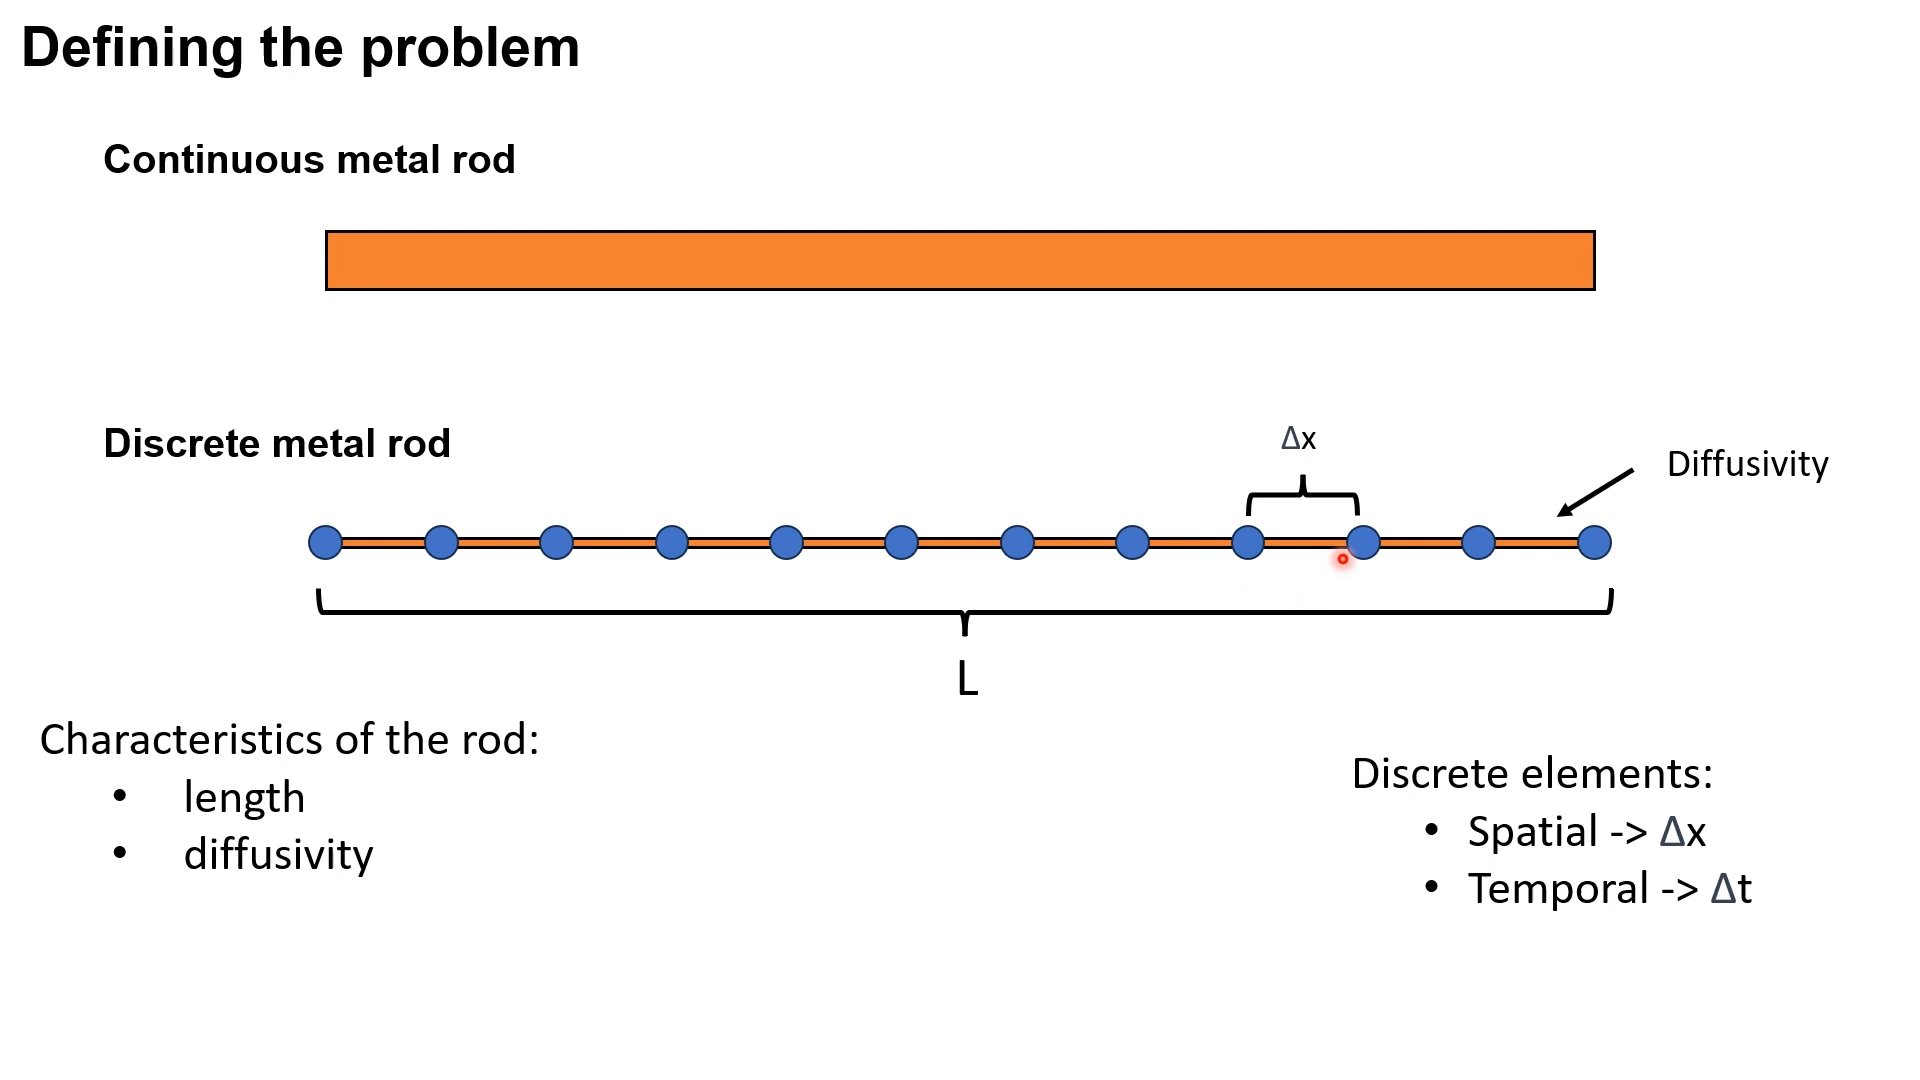 Defining the problem
Continuous metal rod
Discrete metal rod
Δx
Diffusivity
L
Characteristics of the rod:
• length
• diffusivity
Discrete elements:
• Spatial -> Δx
• Temporal -> Δt